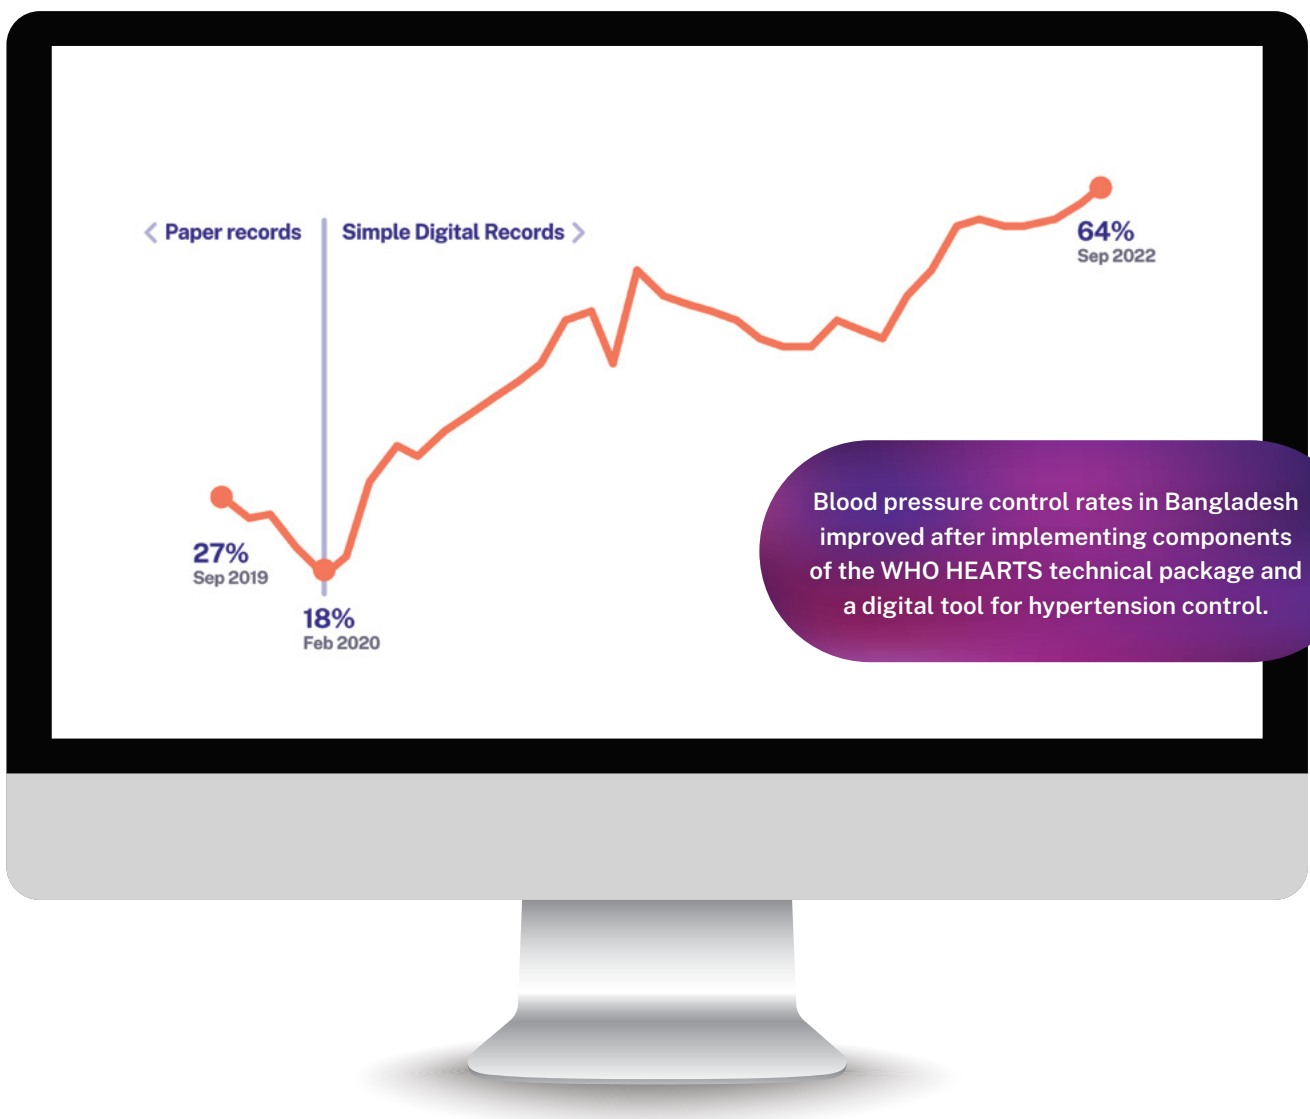 Paper records
Simple Digital Records
64%
Sep 2022
27%
Sep 2019
18%
Feb 2020
Blood pressure control rates in Bangladesh
improved after implementing components
of the WHO HEARTS technical package and
a digital tool for hypertension control.